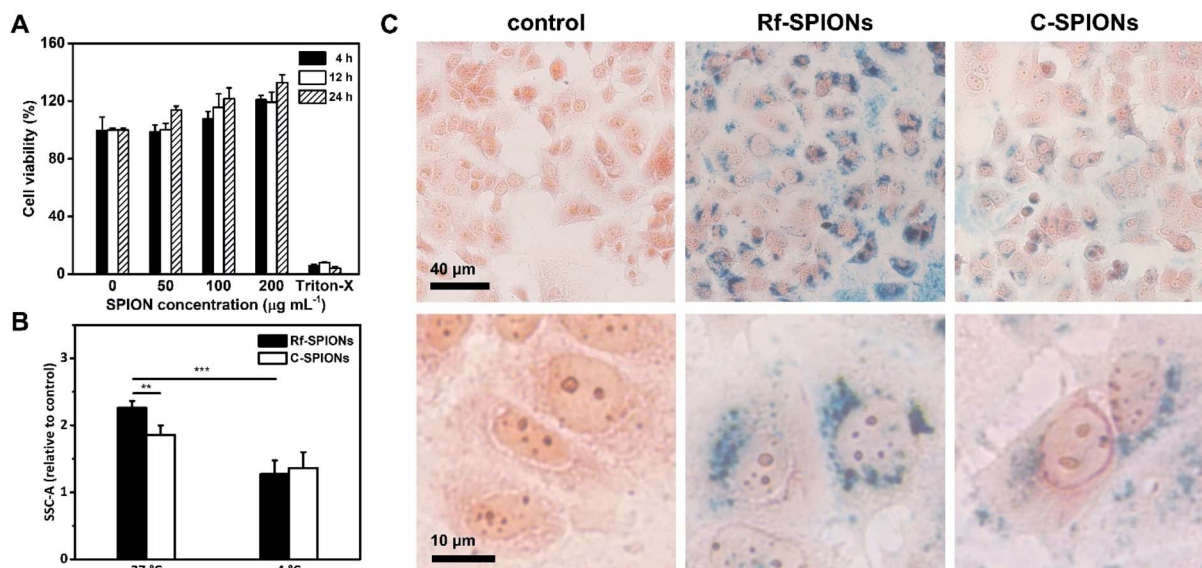 A
160
120
80
40
0
Cell viability (%)
4 h
12 h
24 h
0 50 100 200 Triton-X
SPION concentration (µg mL⁻¹)
B
3
2
1
0
SSC-A (relative to control)
Rf-SPIONs
C-SPIONs
***
**
C
control Rf-SPIONs C-SPIONs
40 µm
10 µm